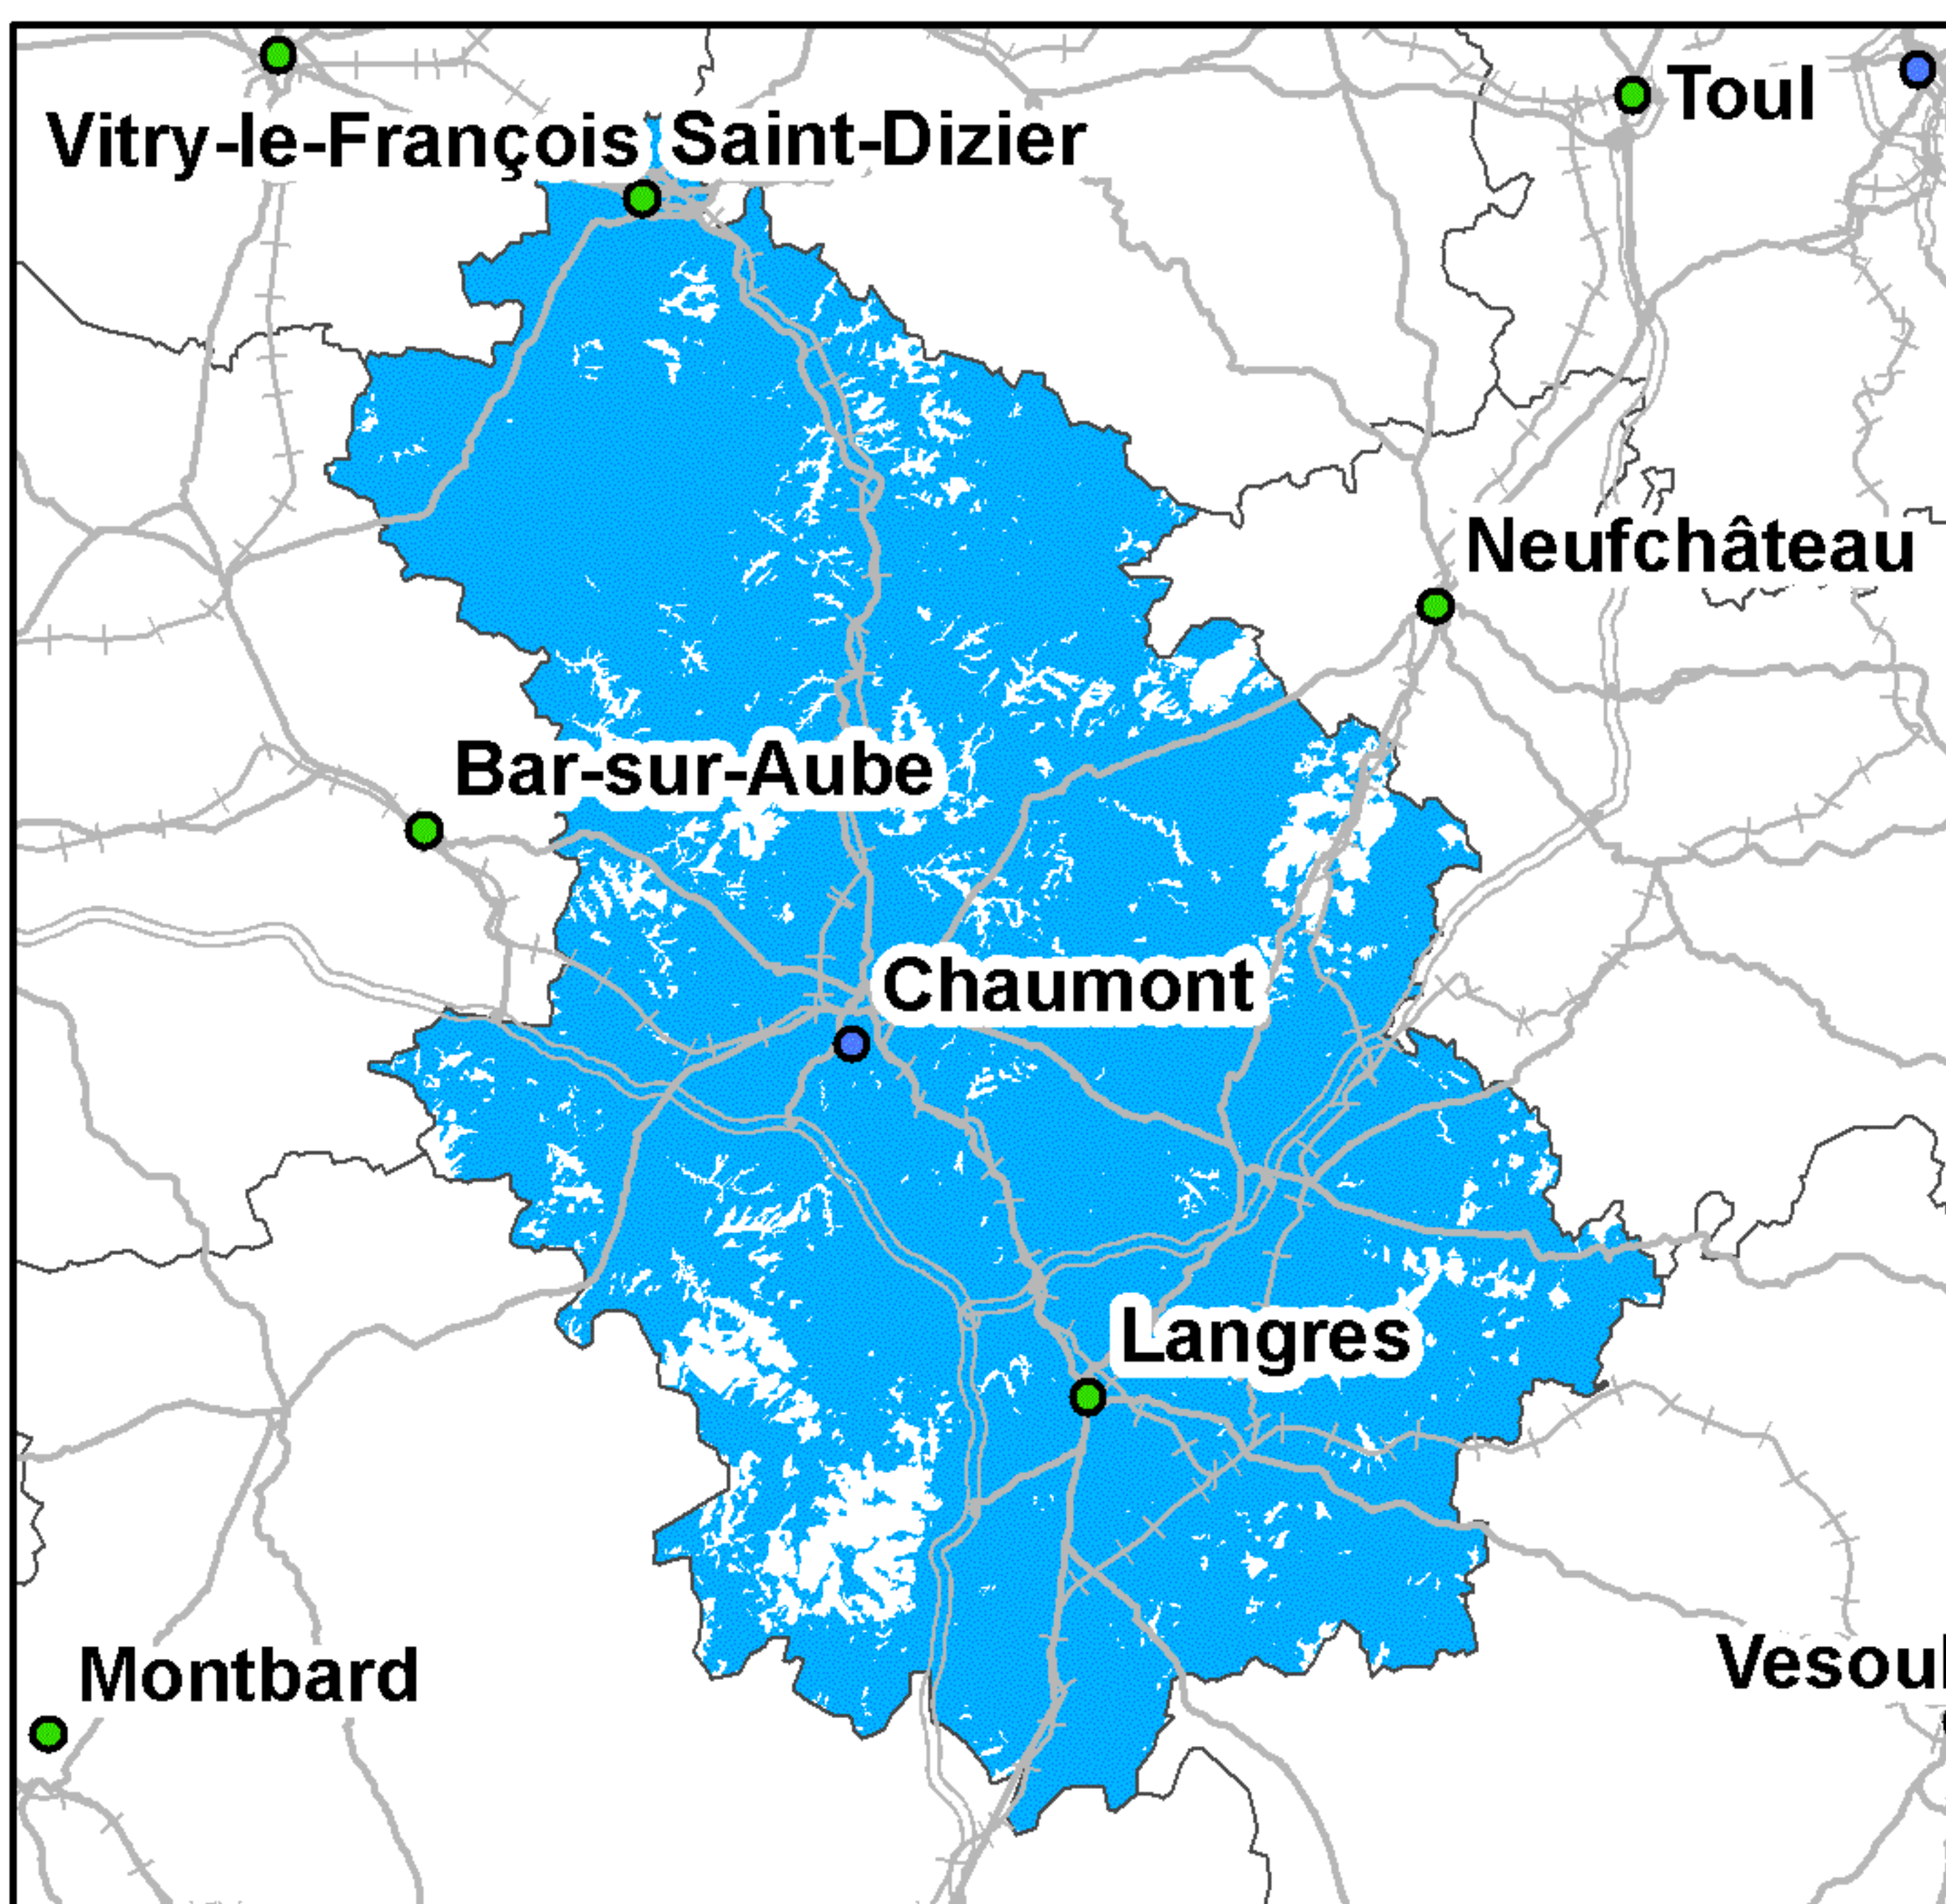 Toul
Vitry-le-François
Saint-Dizier
Neufchâteau
Bar-sur-Aube
Chaumont
Langres
Montbard
Vesoul